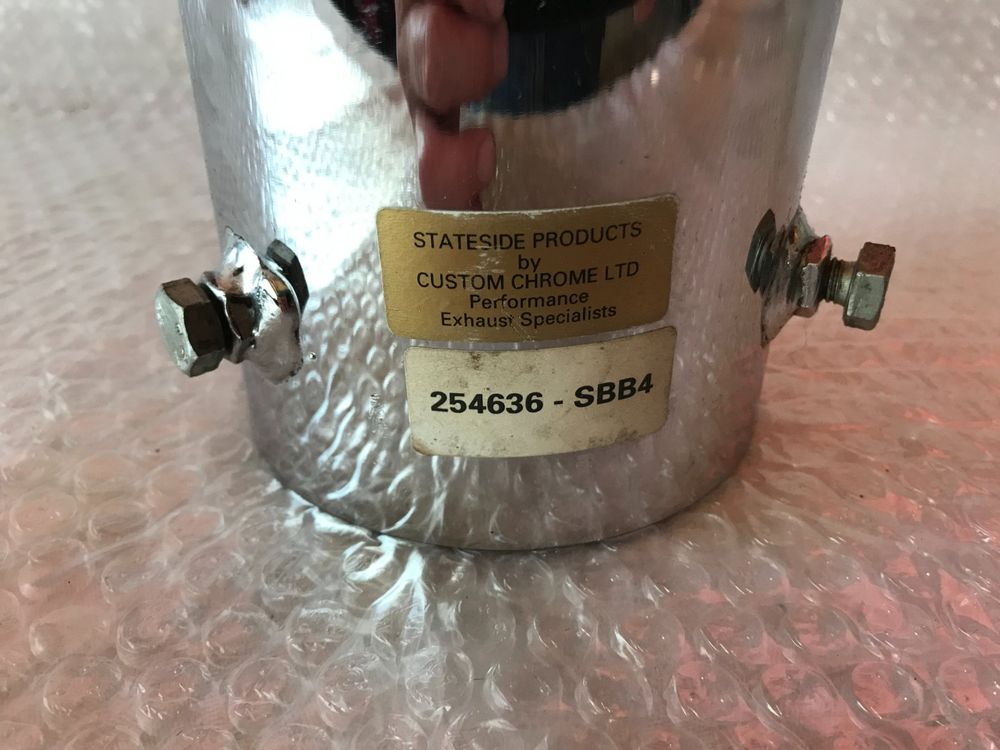 STATESIDE PRODUCTS
by
CUSTOM CHROME LTD
Performance
Exhaust Specialists
254636 - SBB4